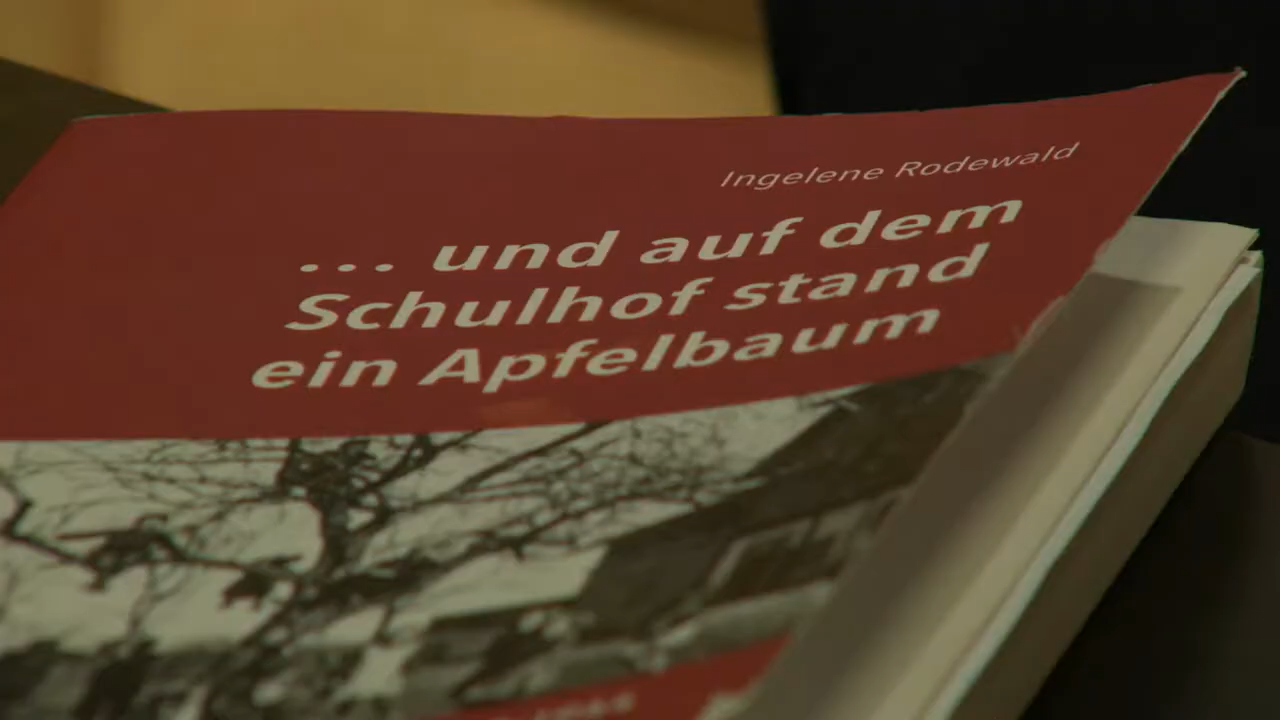 Ingelene Rodewald
... und auf dem
Schulhof stand
ein Apfelbaum